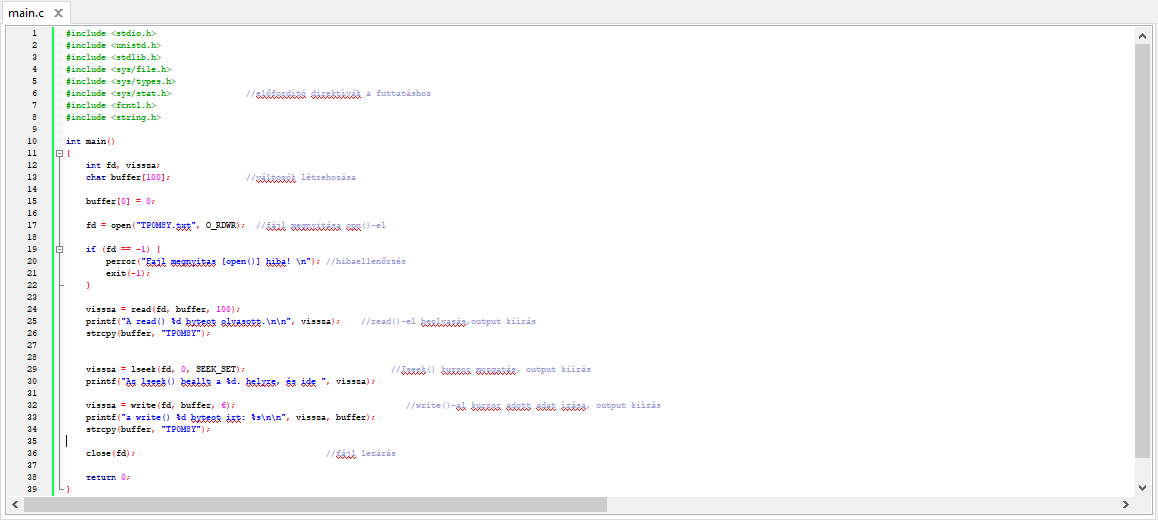 main.c X
1 #include <stdio.h>
2 #include <unistd.h>
3 #include <stdlib.h>
4 #include <sys/file.h>
5 #include <sys/types.h>
6 #include <sys/stat.h> //előfordító direktívák a futtatáshoz
7 #include <fcntl.h>
8 #include <string.h>
9
10 int main()
11 {
12 int fd, vissza;
13 char buffer[100]; //változók létrehozása
14
15 buffer[0] = 0;
16
17 fd = open("TP0M8Y.txt", O_RDWR); //fájl megnyitása opn()-el
18
19 if (fd == -1) {
20 perror("Fajl megnyitas [open()] hiba! \n"); //hibaellenőrzés
21 exit(-1);
22 }
23
24 vissza = read(fd, buffer, 100);
25 printf("A read() %d byteot olvasott.\n\n", vissza); //read()-el beolvasás,output kiírás
26 strcpy(buffer, "TP0M8Y");
27
28
29 vissza = lseek(fd, 0, SEEK_SET); //Iseek() kurzor mozgatás, output kiírás
30 printf("Az lseek() beallt a %d. helyre, és ide ", vissza);
31
32 vissza = write(fd, buffer, 6); //write()-al kurzor adott adat irása, output kiírás
33 printf("a write() %d byteot irt: %s\n\n", vissza, buffer);
34 strcpy(buffer, "TP0M8Y");
35
36 close(fd); //fájl lezárás
37
38 return 0;
39 }